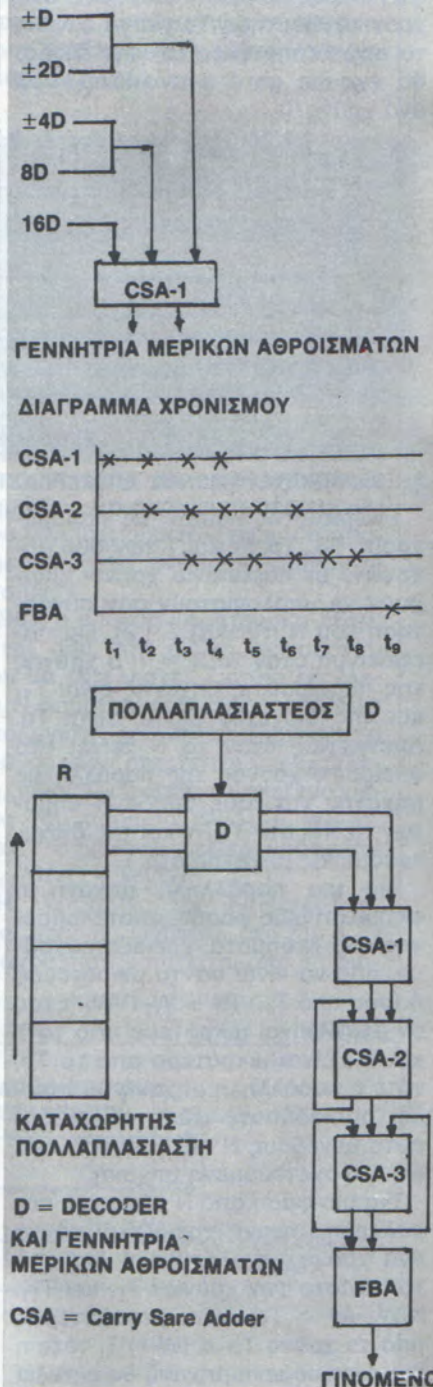 ±D
±2D
±4D
8D
16D
CSA-1
ΓΕΝΝΗΤΡΙΑ ΜΕΡΙΚΩΝ ΑΘΡΟΙΣΜΑΤΩΝ
ΔΙΑΓΡΑΜΜΑ ΧΡΟΝΙΣΜΟΥ
CSA-1
CSA-2
CSA-3
FBA
t1 t2 t3 t4 t5 t6 t7 t8 t9
ΠΟΛΛΑΠΛΑΣΙΑΣΤΕΟΣ D
R
D
CSA-1
CSA-2
CSA-3
FBA
ΓΙΝΟΜΕΝΟ
ΚΑΤΑΧΩΡΗΤΗΣ
ΠΟΛΛΑΠΛΑΣΙΑΣΤΗ
D = DECODER
ΚΑΙ ΓΕΝΝΗΤΡΙΑ
ΜΕΡΙΚΩΝ ΑΘΡΟΙΣΜΑΤΩΝ
CSA = Carry Sare Adder